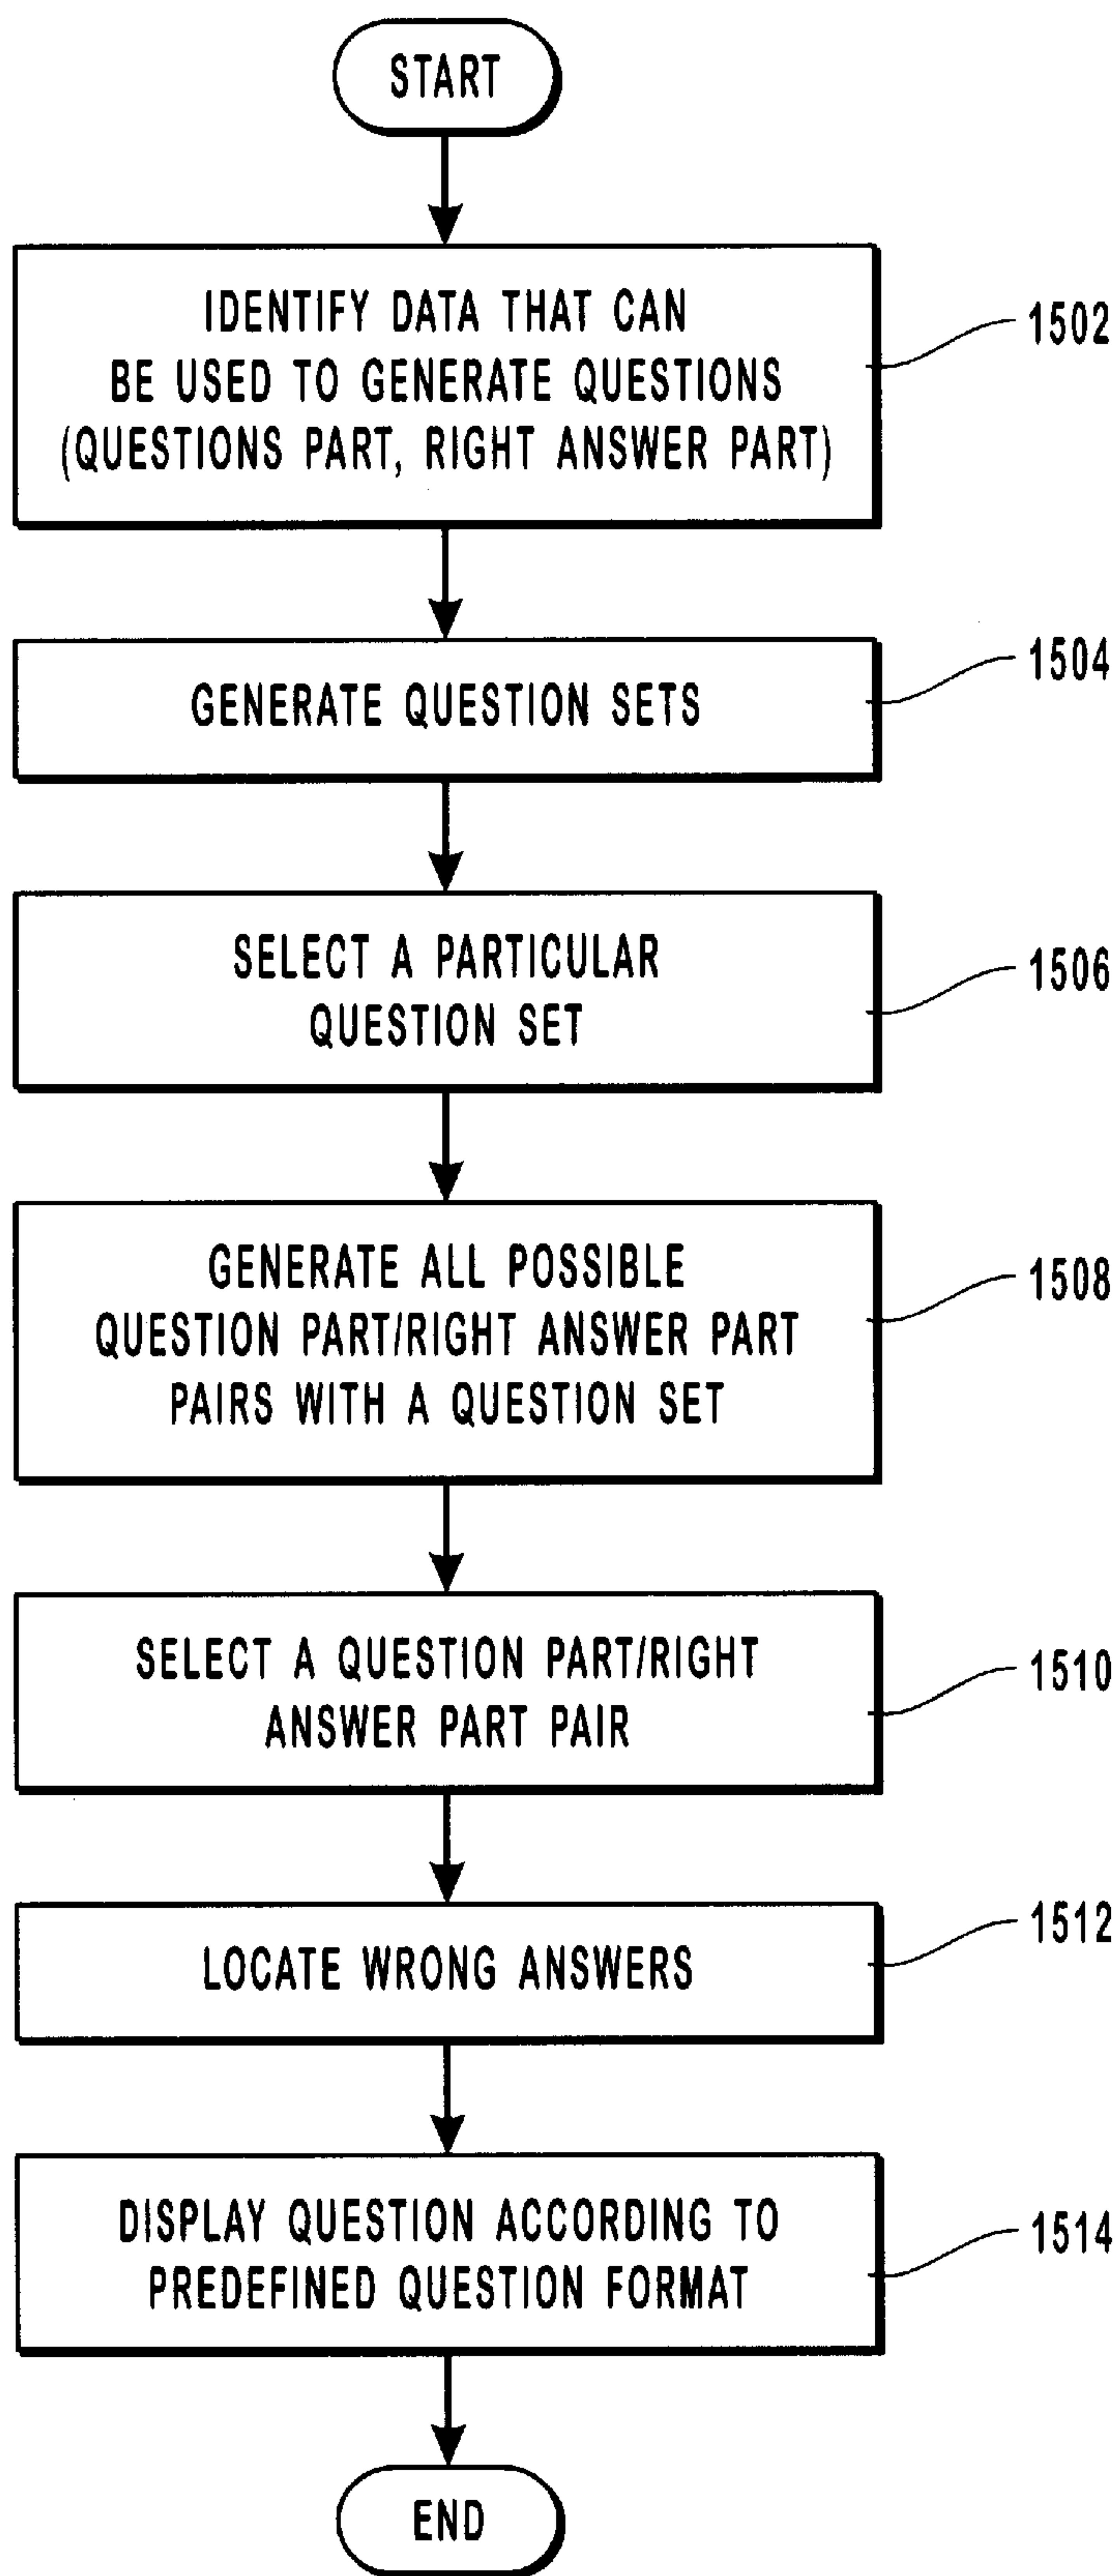 START
IDENTIFY DATA THAT CAN
BE USED TO GENERATE QUESTIONS
(QUESTIONS PART, RIGHT ANSWER PART)
1502
GENERATE QUESTION SETS
1504
SELECT A PARTICULAR
QUESTION SET
1506
GENERATE ALL POSSIBLE
QUESTION PART/RIGHT ANSWER PART
PAIRS WITH A QUESTION SET
1508
SELECT A QUESTION PART/RIGHT
ANSWER PART PAIR
1510
LOCATE WRONG ANSWERS
1512
DISPLAY QUESTION ACCORDING TO
PREDEFINED QUESTION FORMAT
1514
END